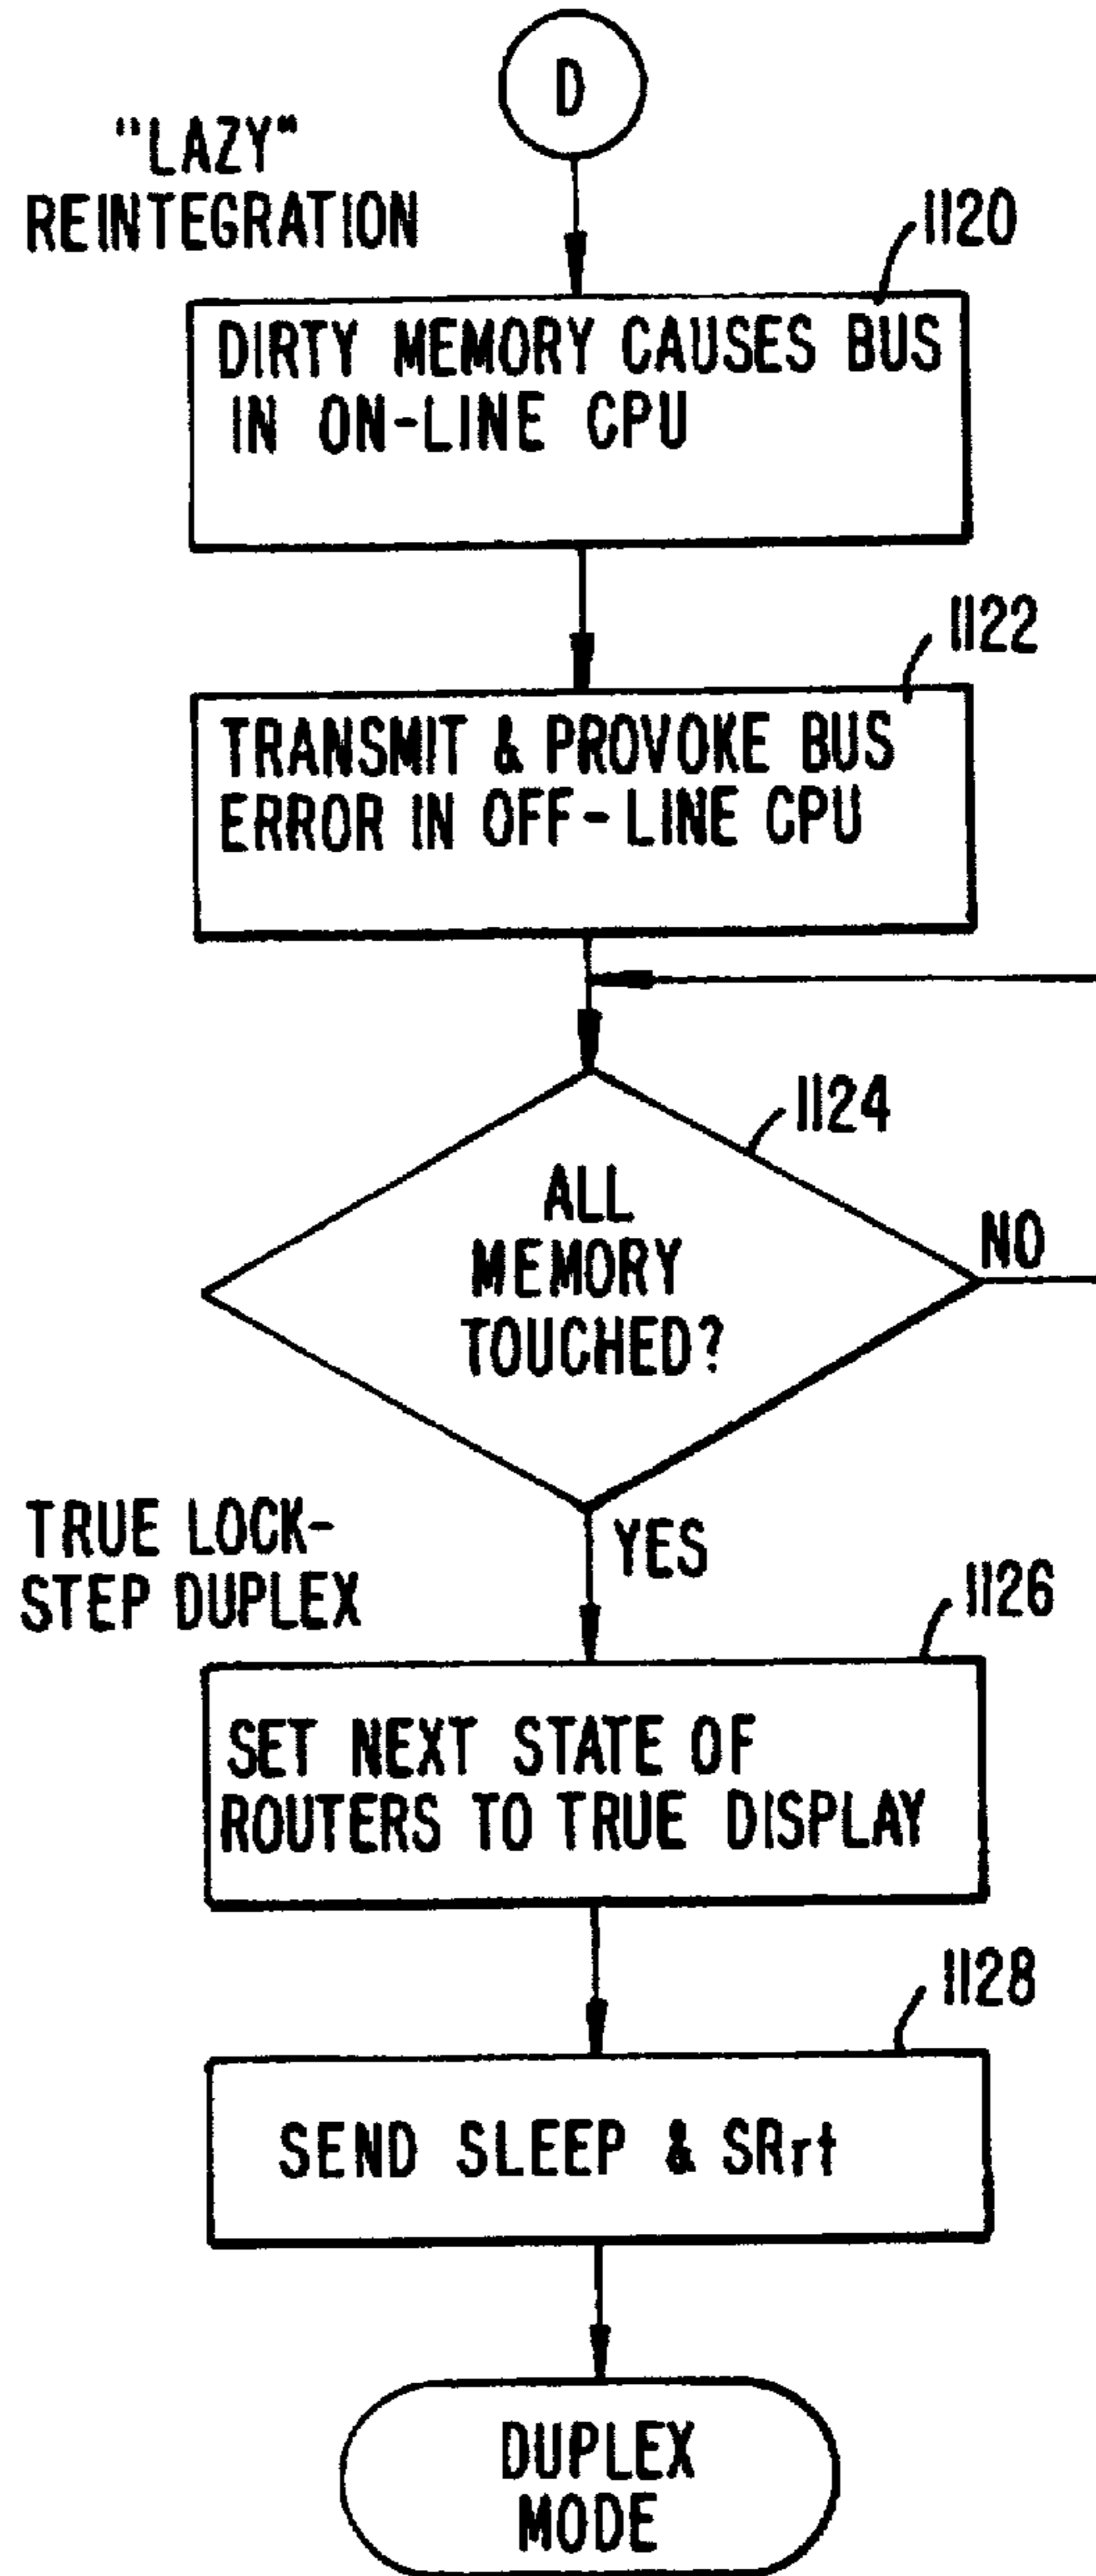 D
"LAZY"
REINTEGRATION
1120
DIRTY MEMORY CAUSES BUS
IN ON-LINE CPU
1122
TRANSMIT & PROVOKE BUS
ERROR IN OFF-LINE CPU
1124
ALL
MEMORY
TOUCHED?
NO
YES
TRUE LOCK-
STEP DUPLEX
1126
SET NEXT STATE OF
ROUTERS TO TRUE DISPLAY
1128
SEND SLEEP & SRrt
DUPLEX
MODE